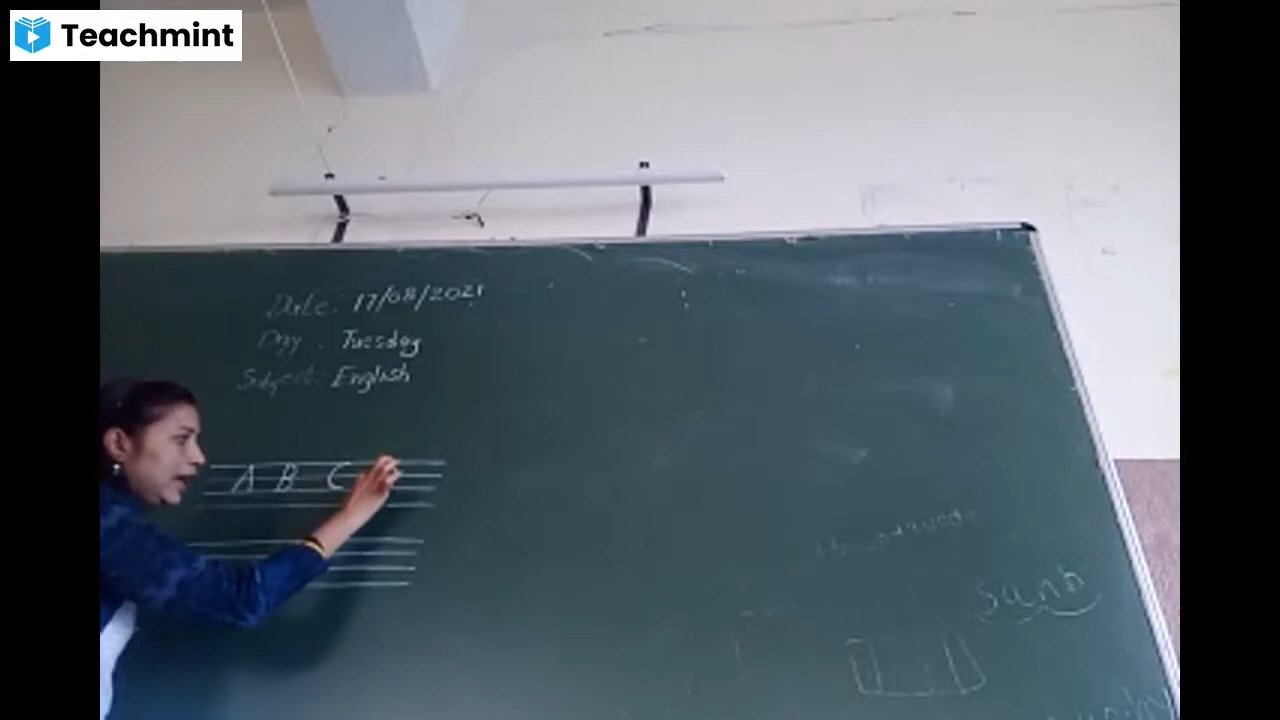 Teachmint
Date: 17/08/2021
Day : Tuesday
Subject: English
A B C